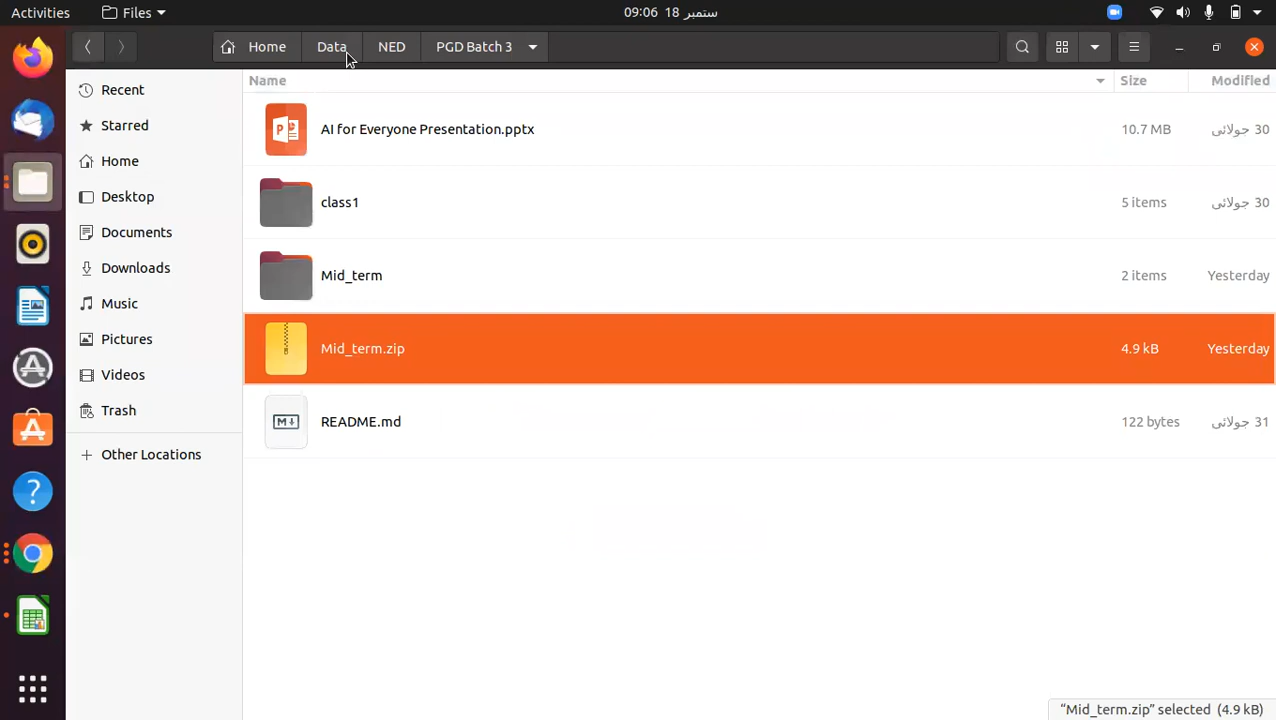 Activities Files 09:06 18 ستمبر
Home Data NED PGD Batch 3
Name Size Modified
Recent
Starred
Home
Desktop
Documents
Downloads
Music
Pictures
Videos
Trash
Other Locations
AI for Everyone Presentation.pptx 10.7 MB 30 جولائی
class1 5 items 30 جولائی
Mid_term 2 items Yesterday
Mid_term.zip 4.9 kB Yesterday
README.md 122 bytes 31 جولائی
“Mid_term.zip” selected (4.9 kB)